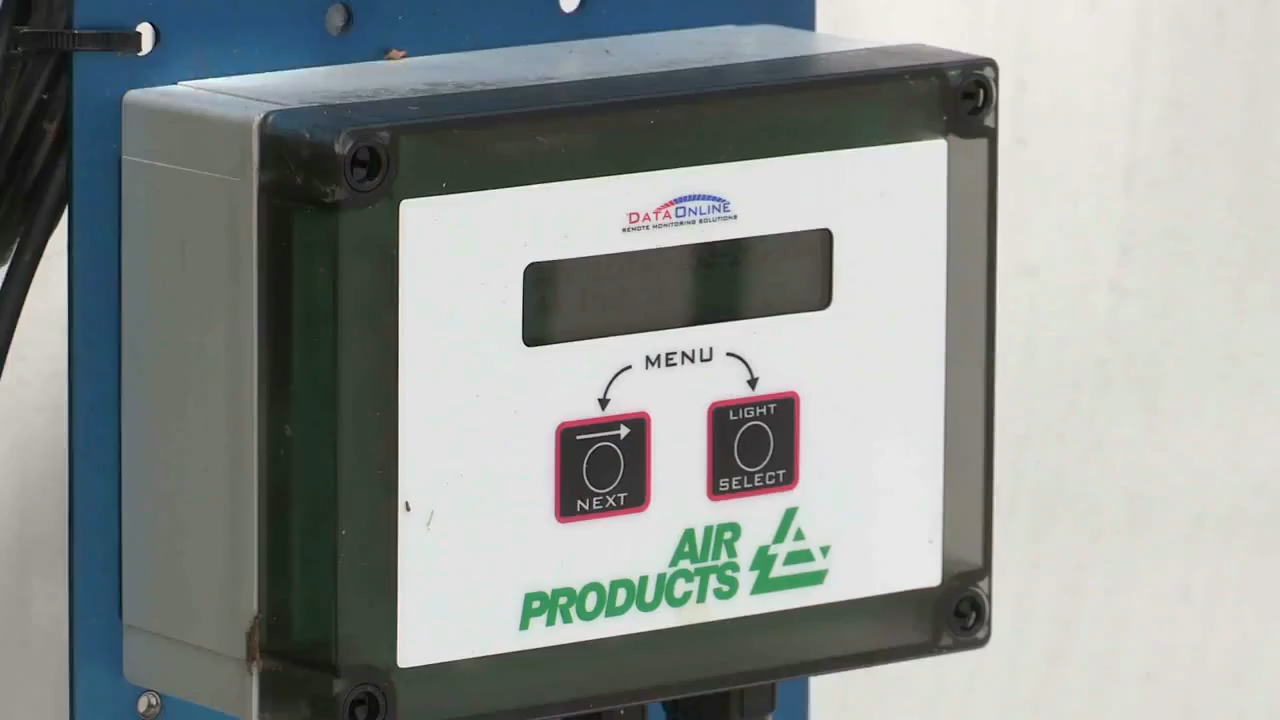 DATAONLINE
REMOTE MONITORING SOLUTIONS
MENU
NEXT
LIGHT
SELECT
AIR
PRODUCTS